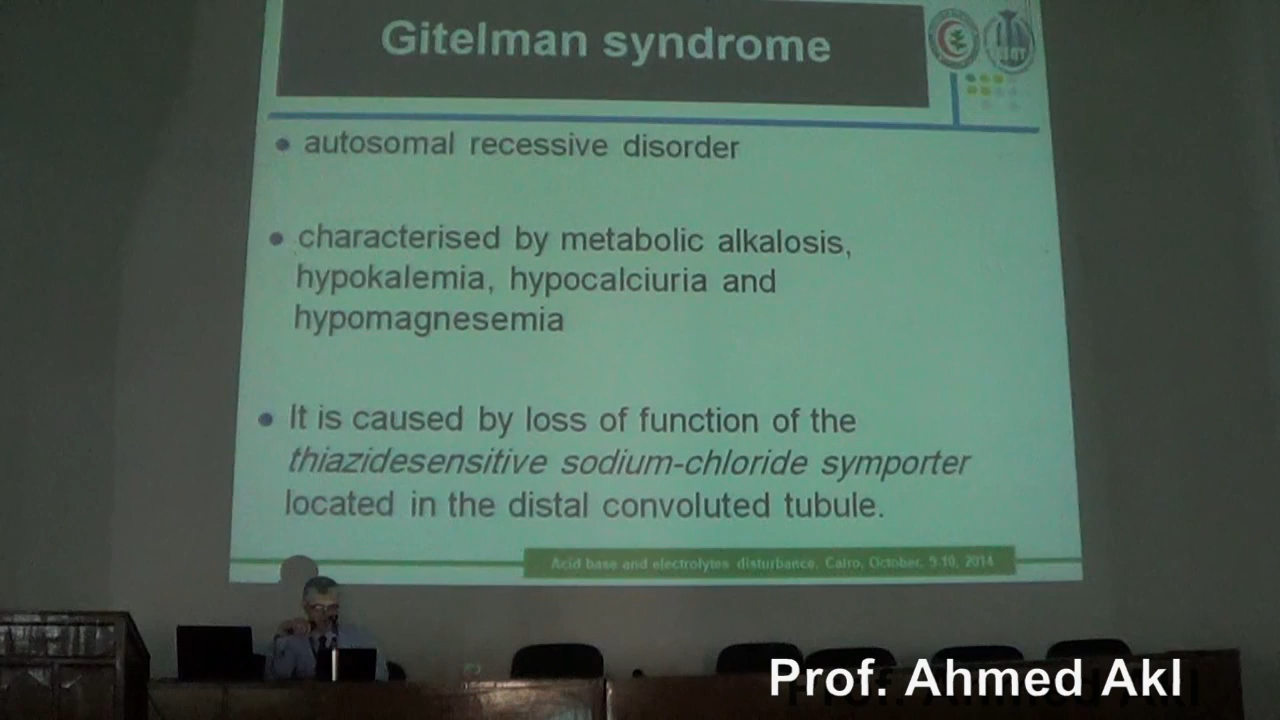 Gitelman syndrome
autosomal recessive disorder
characterised by metabolic alkalosis,
hypokalemia, hypocalciuria and
hypomagnesemia
It is caused by loss of function of the
thiazidesensitive sodium-chloride symporter
located in the distal convoluted tubule.
Acid base and electrolytes disturbance, Cairo, October, 9-10, 2014
Prof. Ahmed Akl